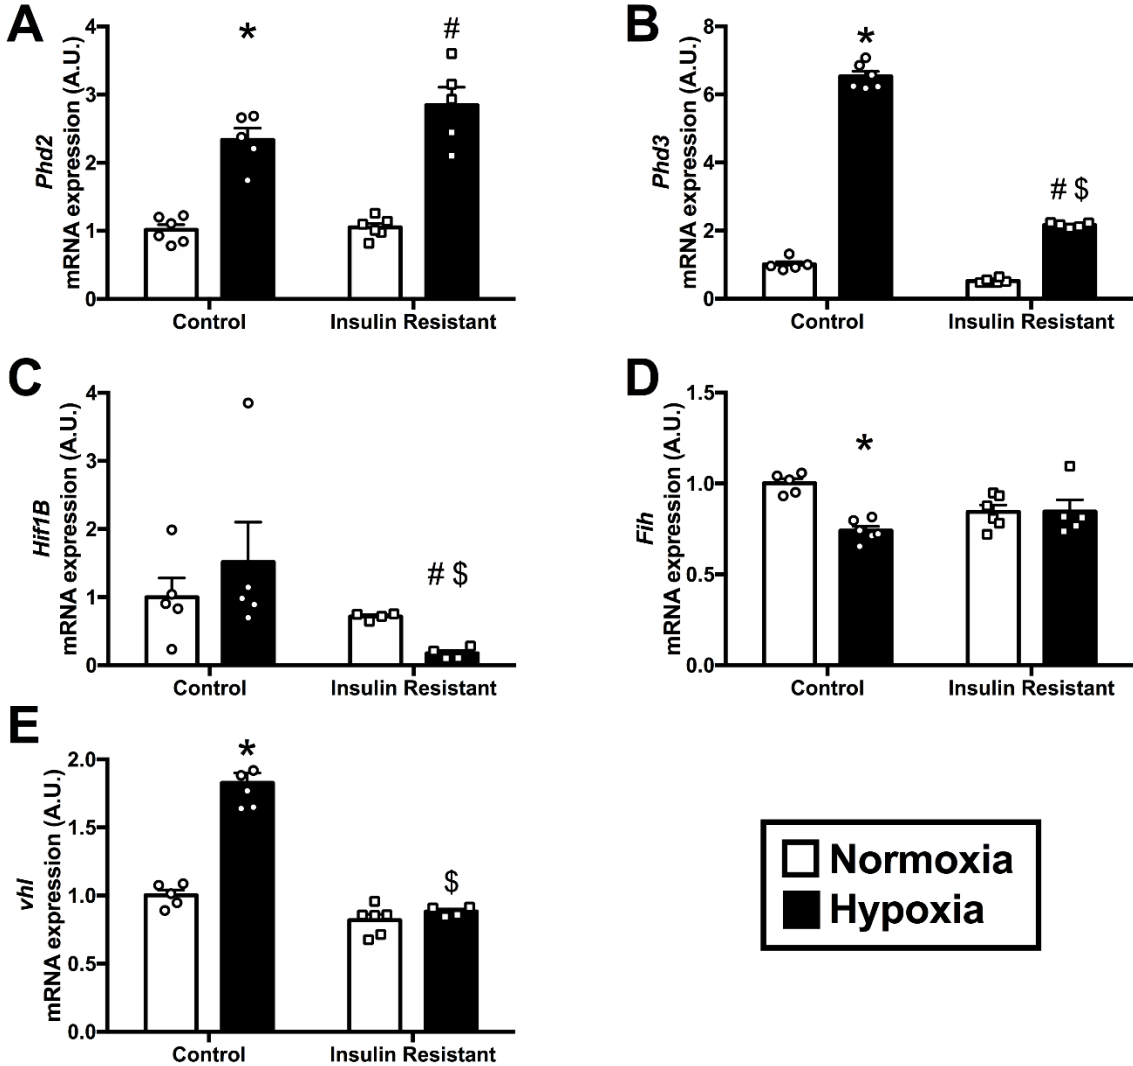 A
Phd2
mRNA expression (A.U.)
4
3
2
1
0
*
#
Control
Insulin Resistant
B
Phd3
mRNA expression (A.U.)
8
6
4
2
0
*
# $
Control
Insulin Resistant
C
Hif1B
mRNA expression (A.U.)
4
3
2
1
0
# $
Control
Insulin Resistant
D
Fih
mRNA expression (A.U.)
1.5
1.0
0.5
0.0
*
Control
Insulin Resistant
E
vhl
mRNA expression (A.U.)
2.0
1.5
1.0
0.5
0.0
*
$
Control
Insulin Resistant
Normoxia
Hypoxia